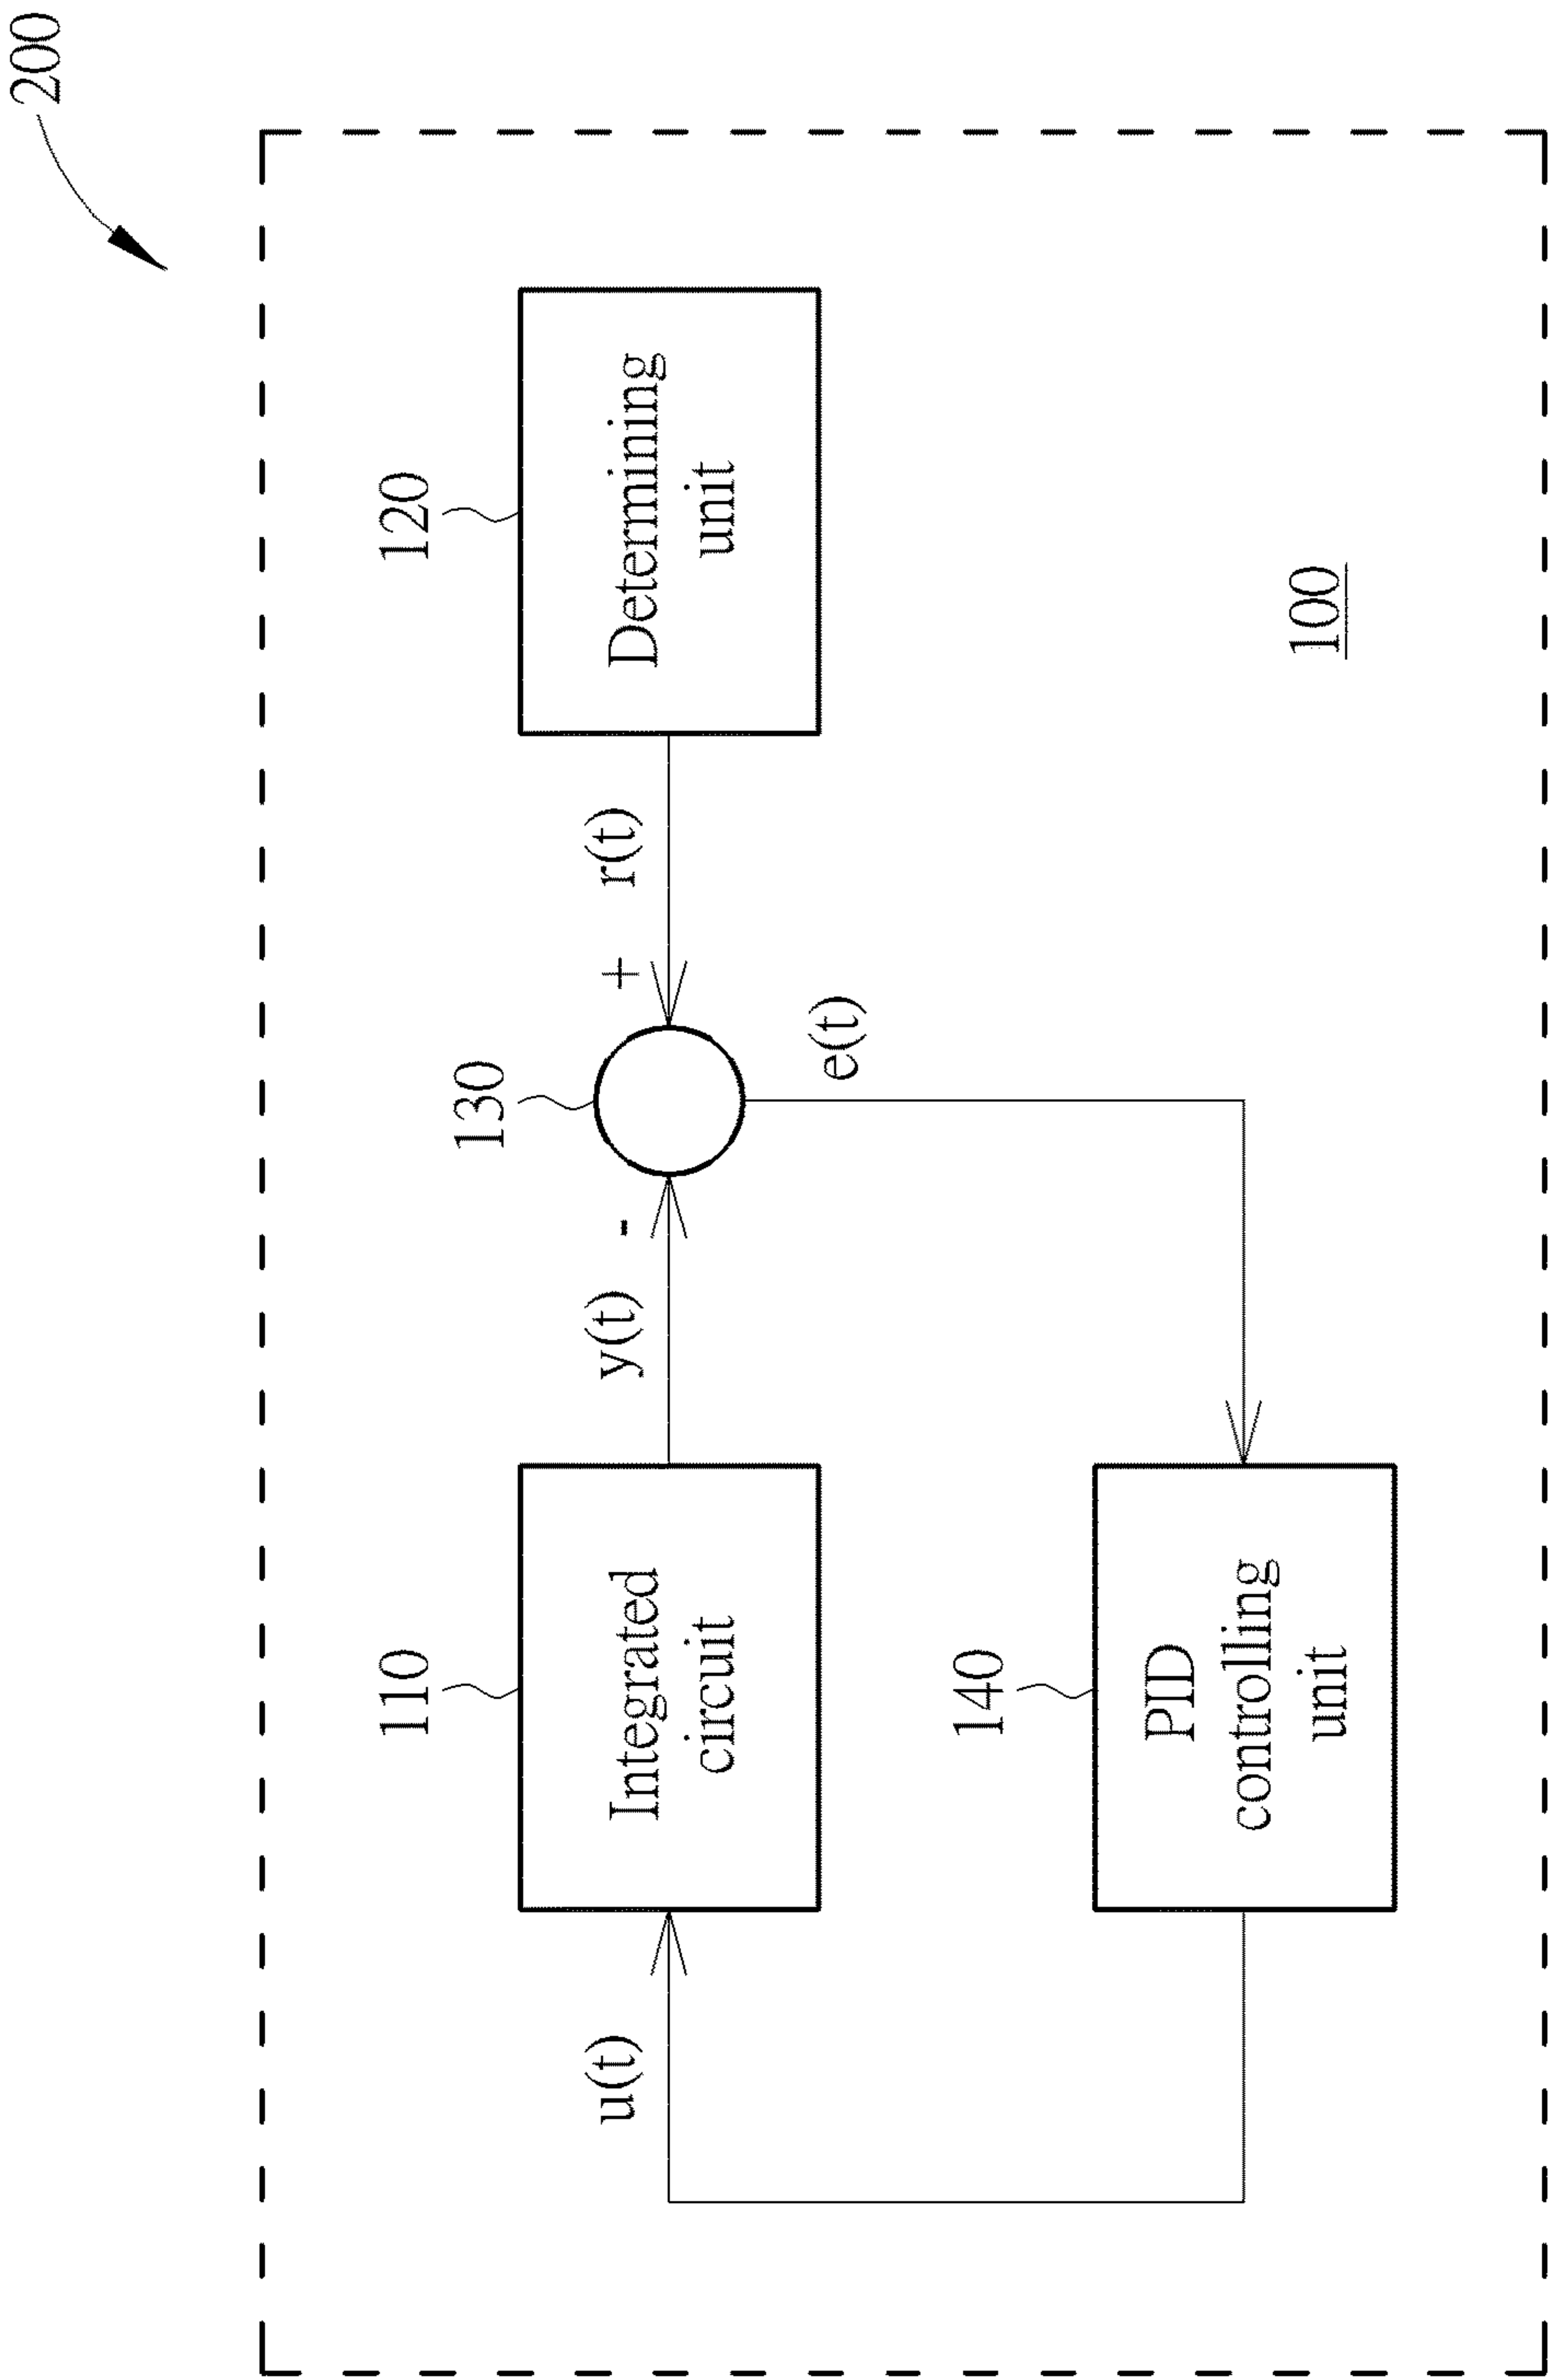 200
110
120
130
Integrated
circuit
y(t)
-
+
r(t)
Determining
unit
u(t)
e(t)
140
PID
controlling
unit
100